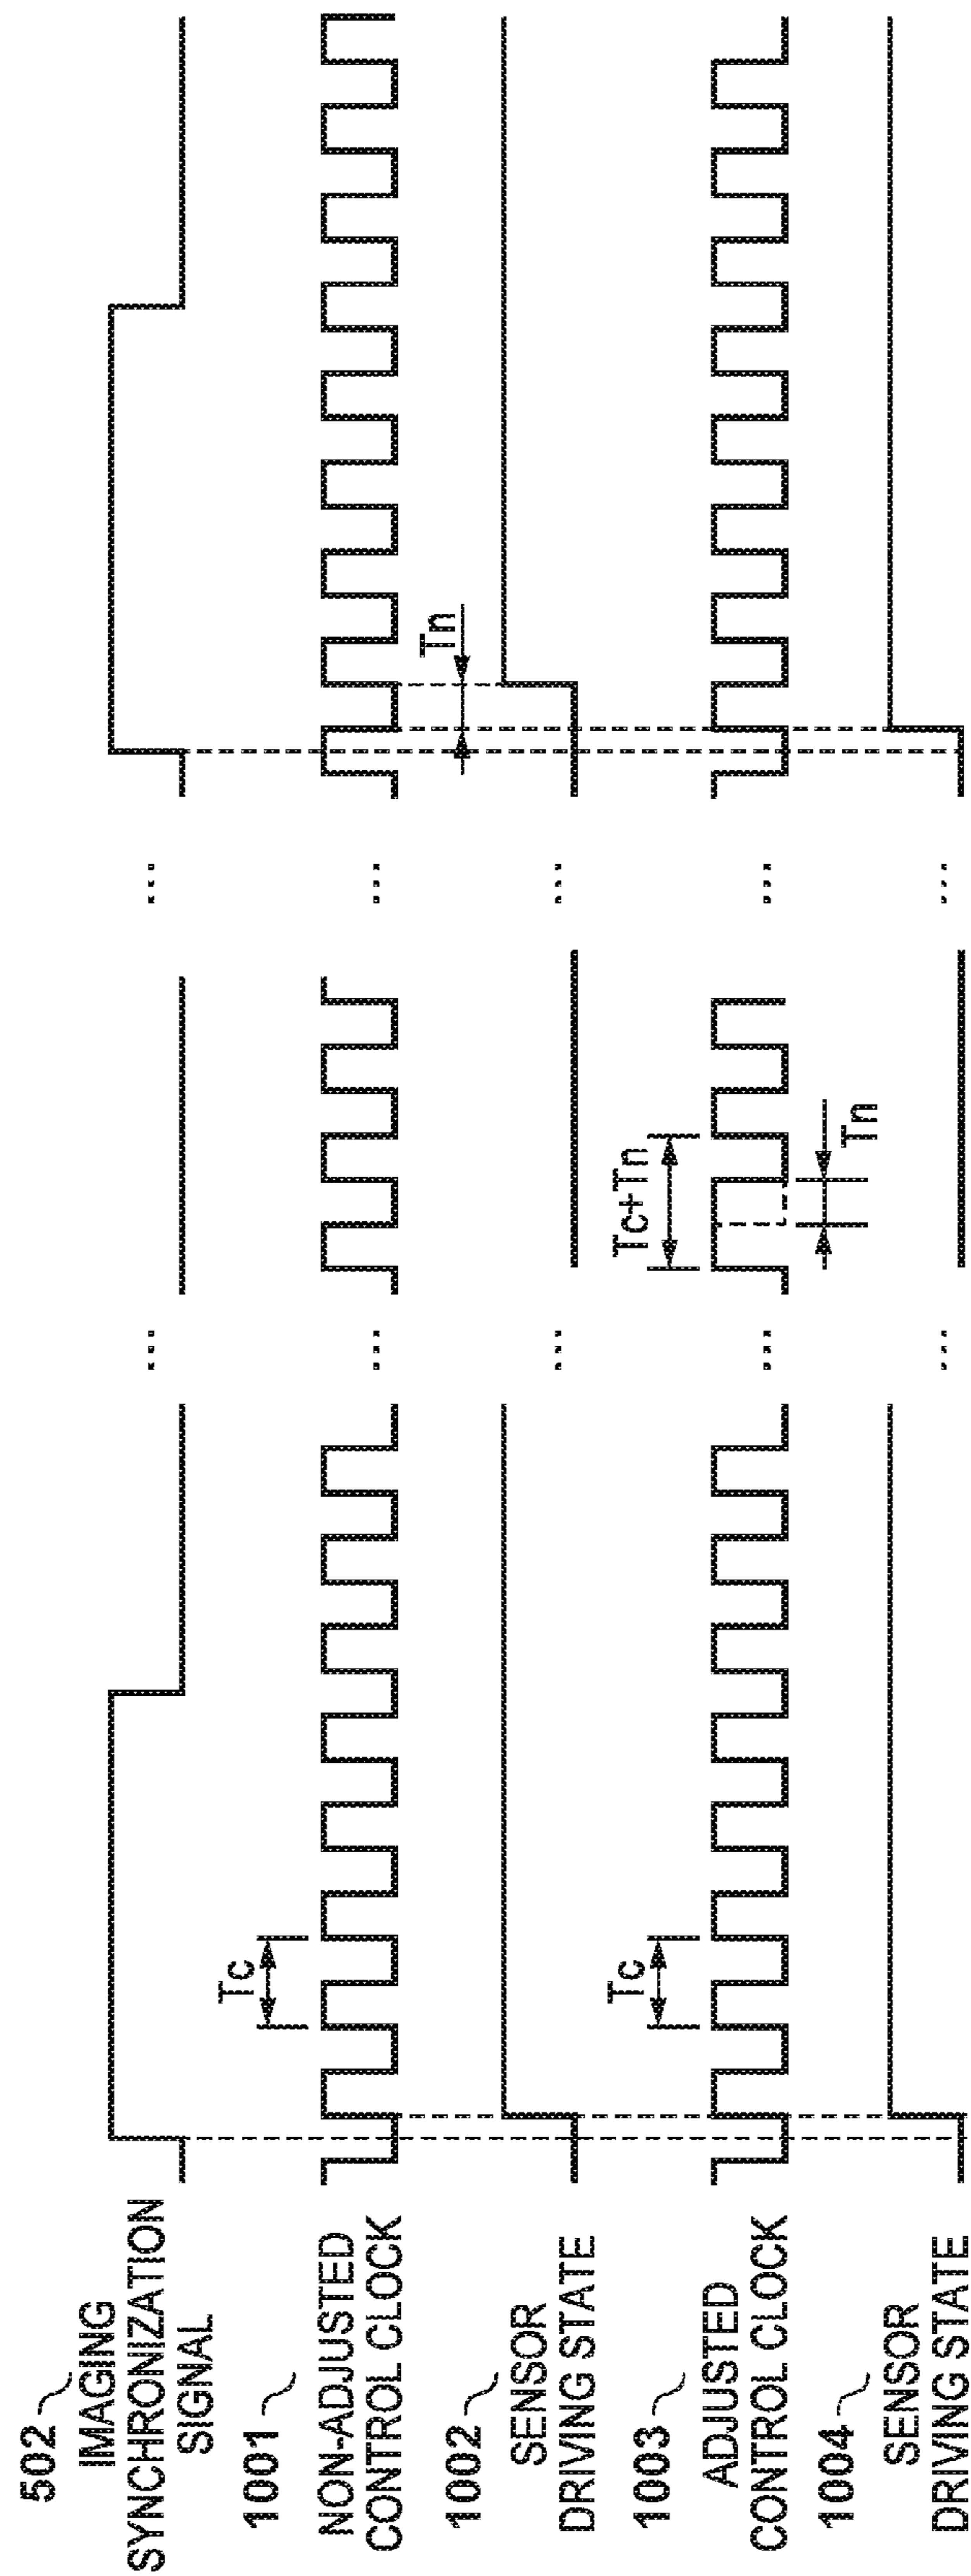 502
IMAGING
SYNCHRONIZATION
SIGNAL
...
...
1001
NON-ADJUSTED
CONTROL CLOCK
Tc
...
...
Tn
1002
SENSOR
DRIVING STATE
...
...
1003
ADJUSTED
CONTROL CLOCK
Tc
...
Tc+Tn
Tn
...
1004
SENSOR
DRIVING STATE
...
...